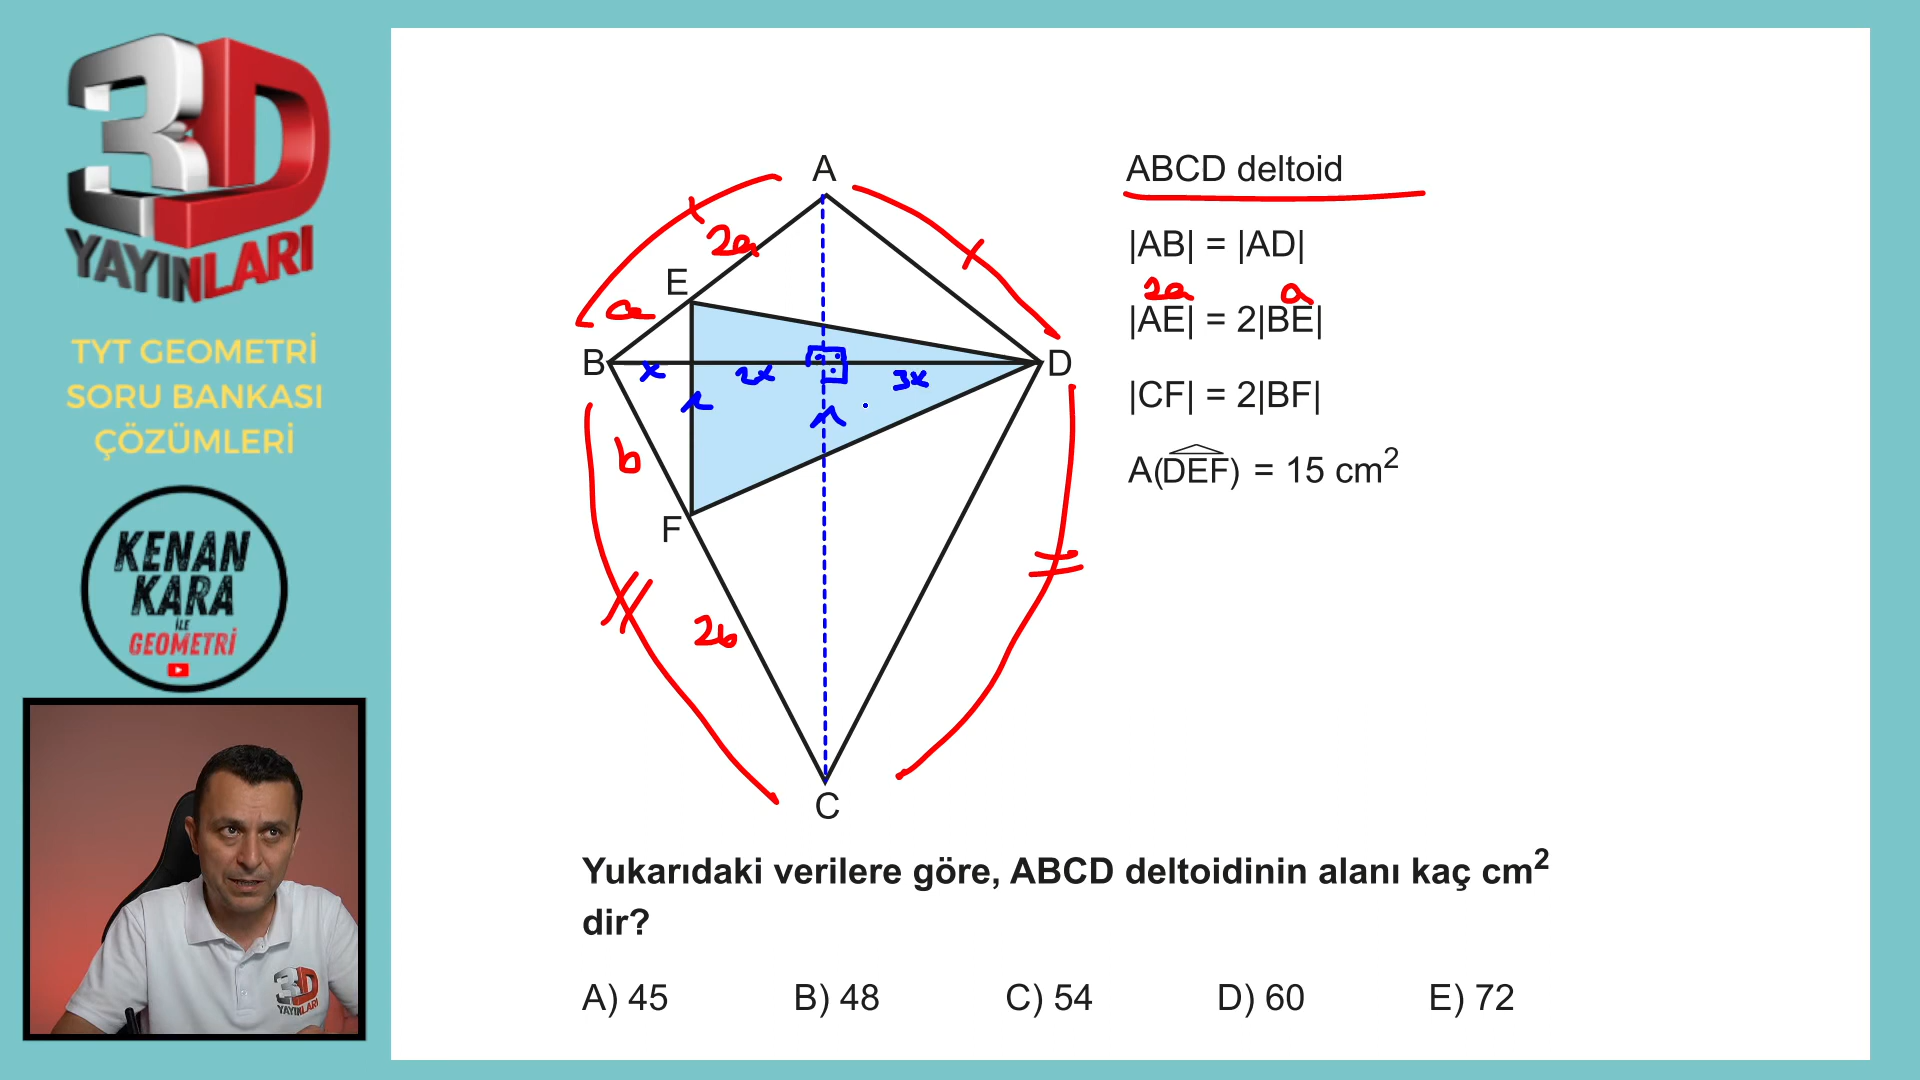 3D
YAYINLARI
TYT GEOMETRİ
SORU BANKASI
ÇÖZÜMLERİ
KENAN
KARA
İLE
GEOMETRİ
3D
YAYINLARI
A
2a
E
a
B
x
2x
3x
D
b
F
2b
C
ABCD deltoid
|AB| = |AD|
2a a
|AE| = 2|BE|
|CF| = 2|BF|
A(DEF) = 15 cm²
Yukarıdaki verilere göre, ABCD deltoidinin alanı kaç cm²
dir?
A) 45 B) 48 C) 54 D) 60 E) 72